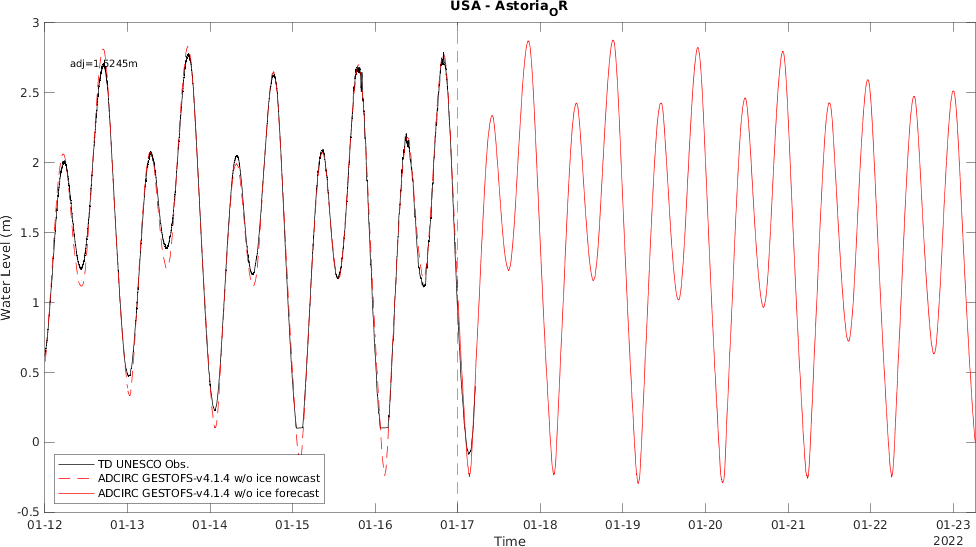 USA - AstoriaOR
adj=1.6245m
Water Level (m)
3
2.5
2
1.5
1
0.5
0
-0.5
TD UNESCO Obs.
ADCIRC GESTOFS-v4.1.4 w/o ice nowcast
ADCIRC GESTOFS-v4.1.4 w/o ice forecast
01-12 01-13 01-14 01-15 01-16 01-17 01-18 01-19 01-20 01-21 01-22 01-23
Time
2022